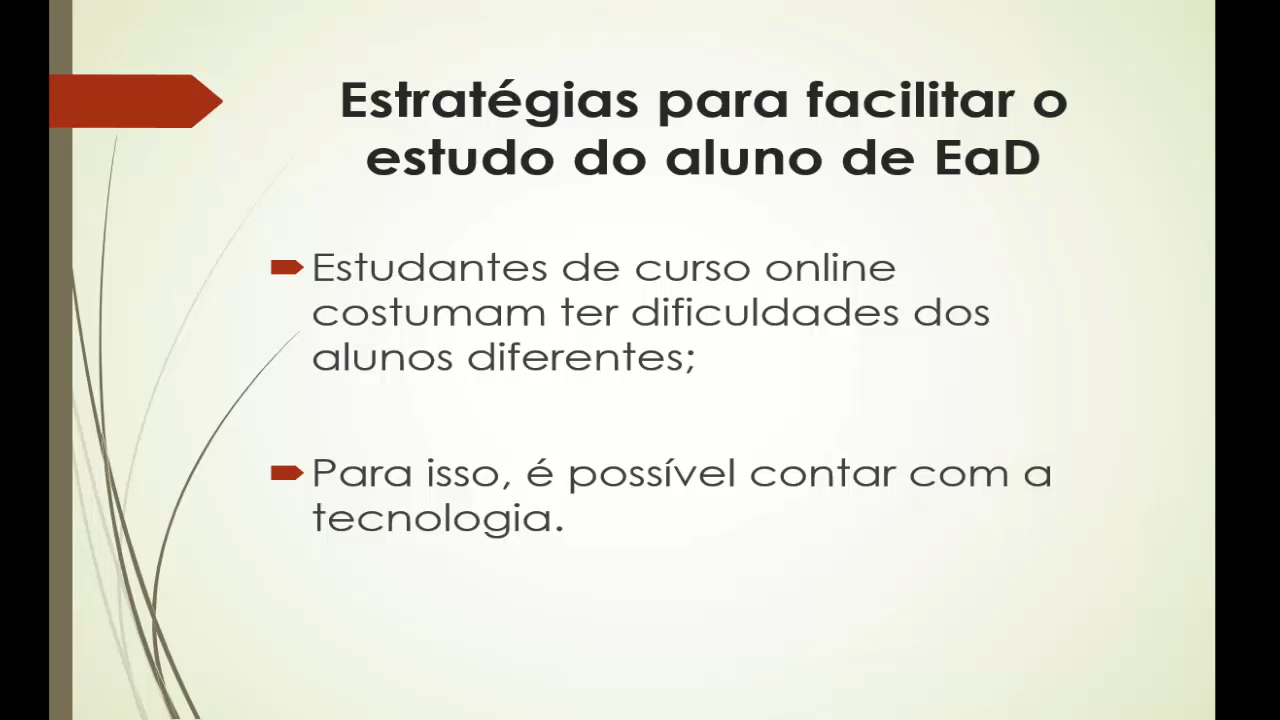 Estratégias para facilitar o
estudo do aluno de EaD
Estudantes de curso online
costumam ter dificuldades dos
alunos diferentes;
Para isso, é possível contar com a
tecnologia.